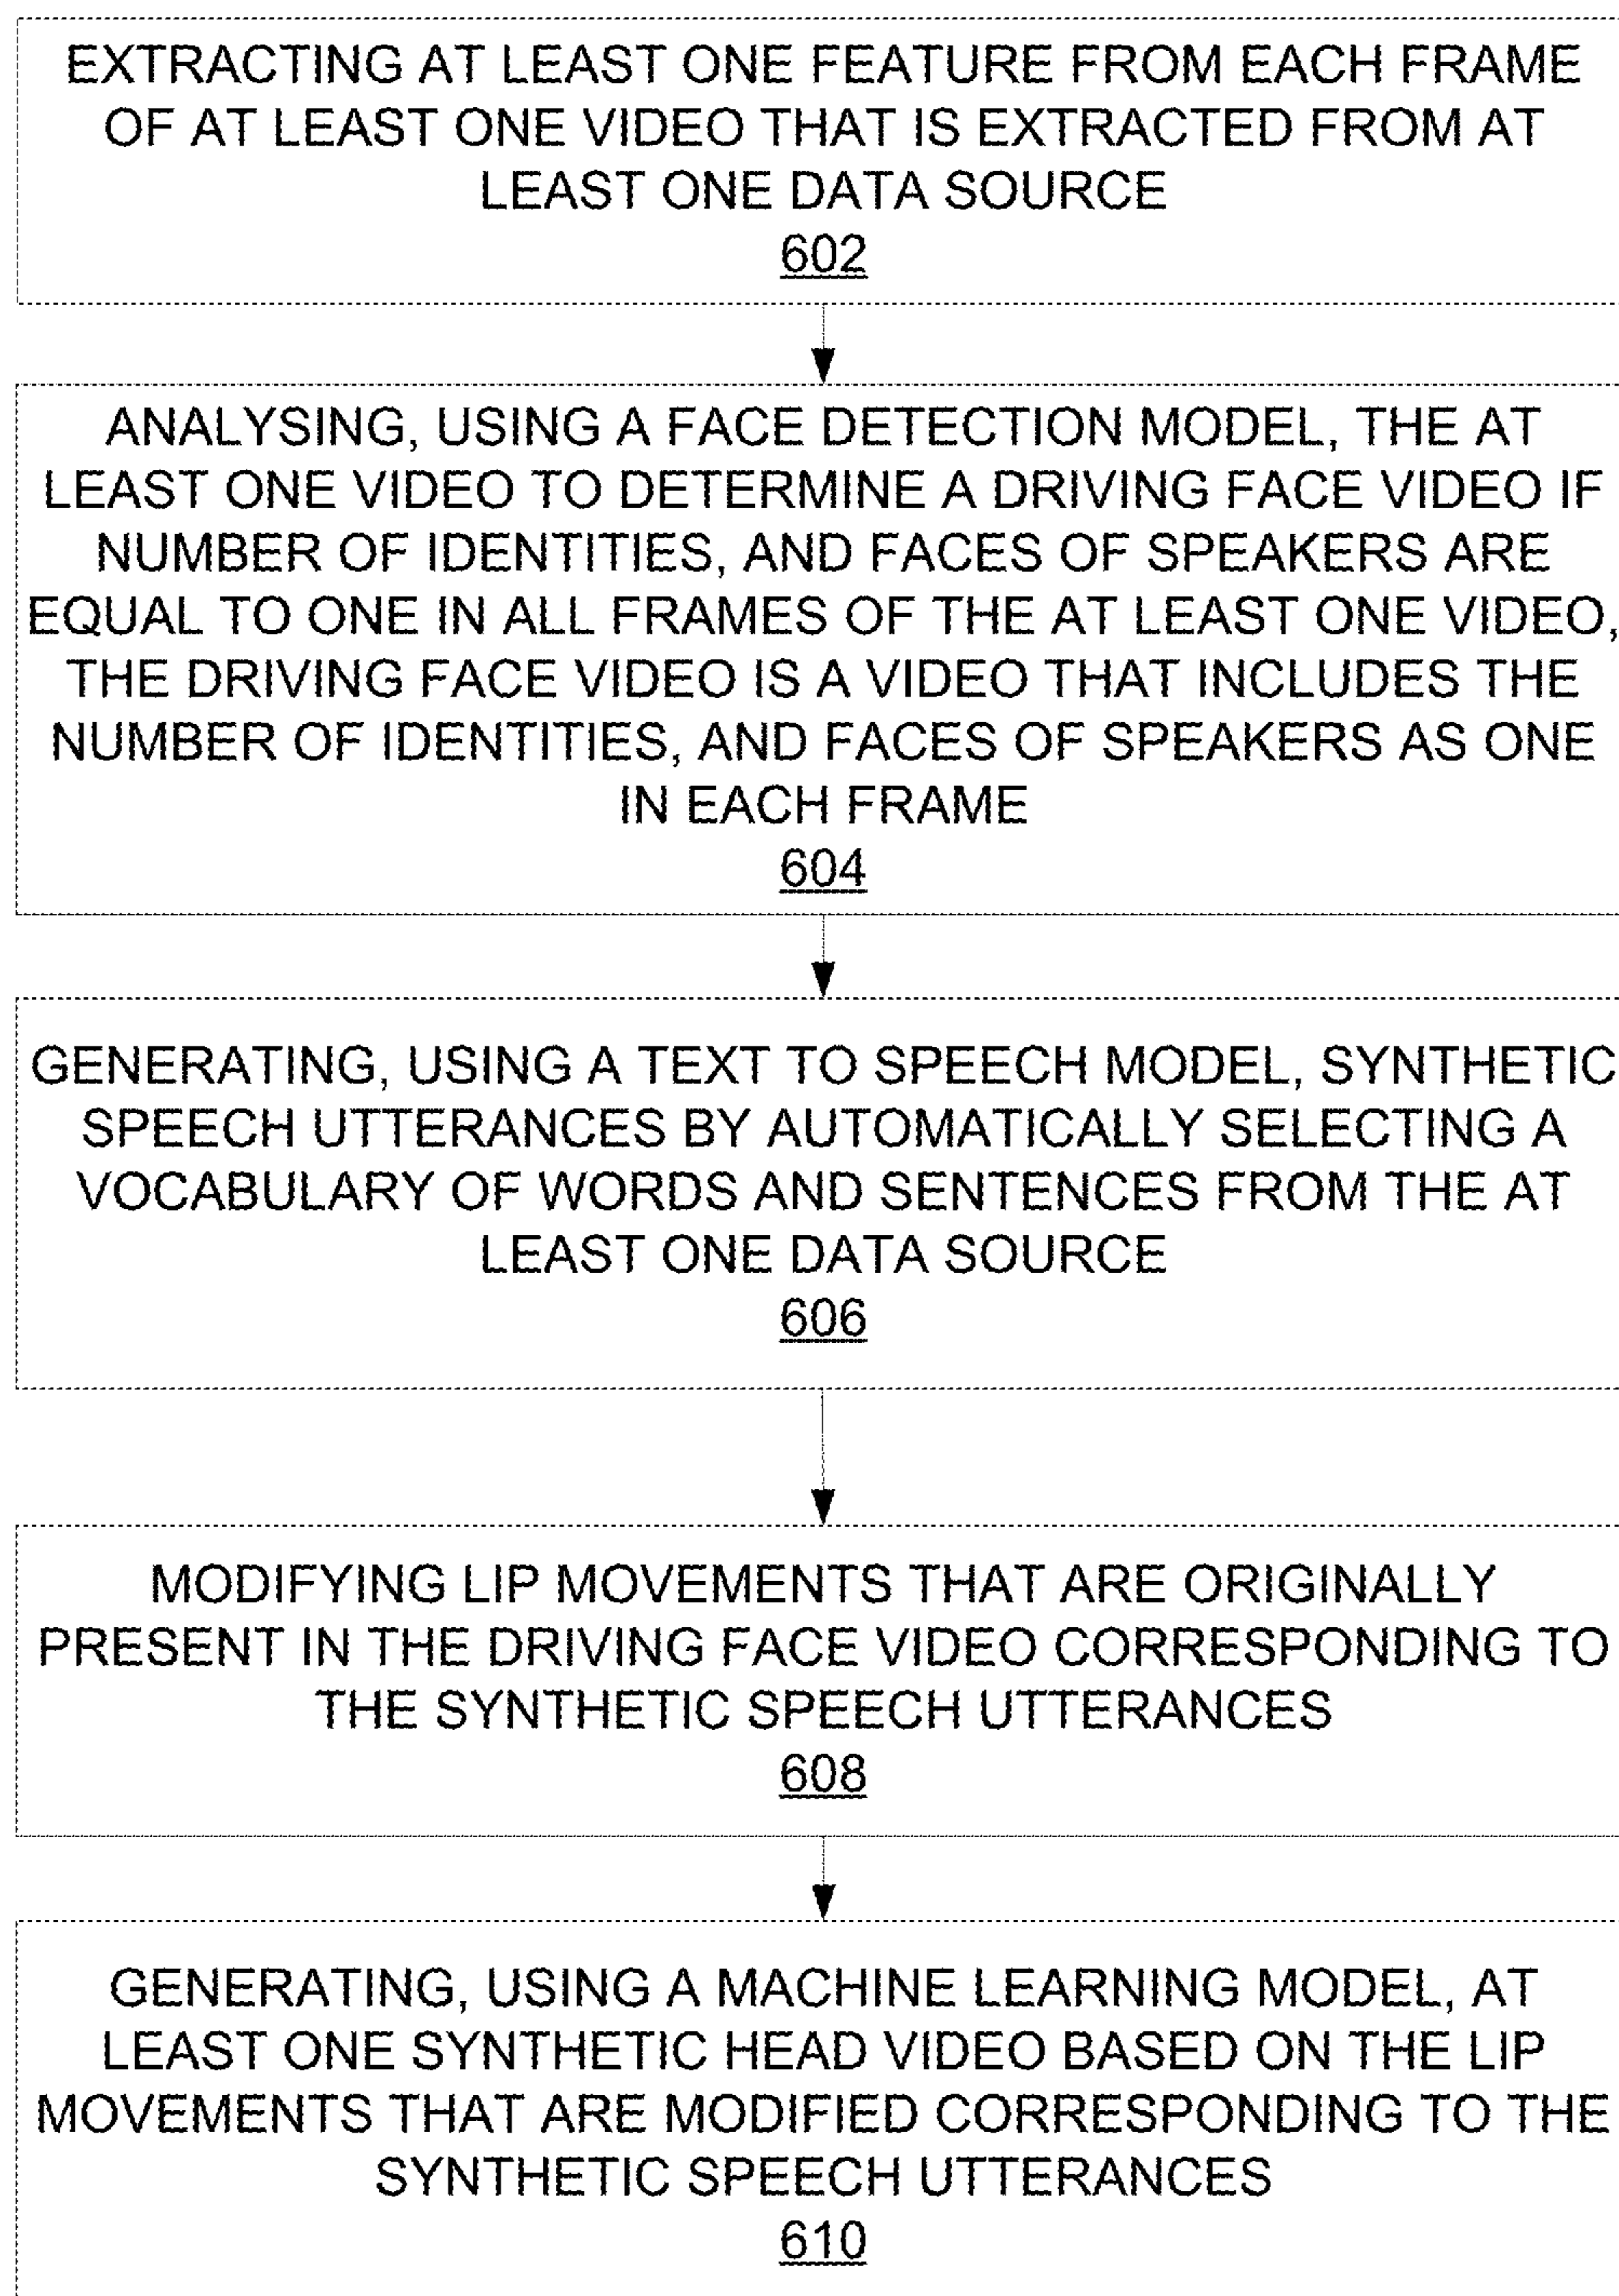 EXTRACTING AT LEAST ONE FEATURE FROM EACH FRAME
OF AT LEAST ONE VIDEO THAT IS EXTRACTED FROM AT
LEAST ONE DATA SOURCE
602
ANALYSING, USING A FACE DETECTION MODEL, THE AT
LEAST ONE VIDEO TO DETERMINE A DRIVING FACE VIDEO IF
NUMBER OF IDENTITIES, AND FACES OF SPEAKERS ARE
EQUAL TO ONE IN ALL FRAMES OF THE AT LEAST ONE VIDEO,
THE DRIVING FACE VIDEO IS A VIDEO THAT INCLUDES THE
NUMBER OF IDENTITIES, AND FACES OF SPEAKERS AS ONE
IN EACH FRAME
604
GENERATING, USING A TEXT TO SPEECH MODEL, SYNTHETIC
SPEECH UTTERANCES BY AUTOMATICALLY SELECTING A
VOCABULARY OF WORDS AND SENTENCES FROM THE AT
LEAST ONE DATA SOURCE
606
MODIFYING LIP MOVEMENTS THAT ARE ORIGINALLY
PRESENT IN THE DRIVING FACE VIDEO CORRESPONDING TO
THE SYNTHETIC SPEECH UTTERANCES
608
GENERATING, USING A MACHINE LEARNING MODEL, AT
LEAST ONE SYNTHETIC HEAD VIDEO BASED ON THE LIP
MOVEMENTS THAT ARE MODIFIED CORRESPONDING TO THE
SYNTHETIC SPEECH UTTERANCES
610